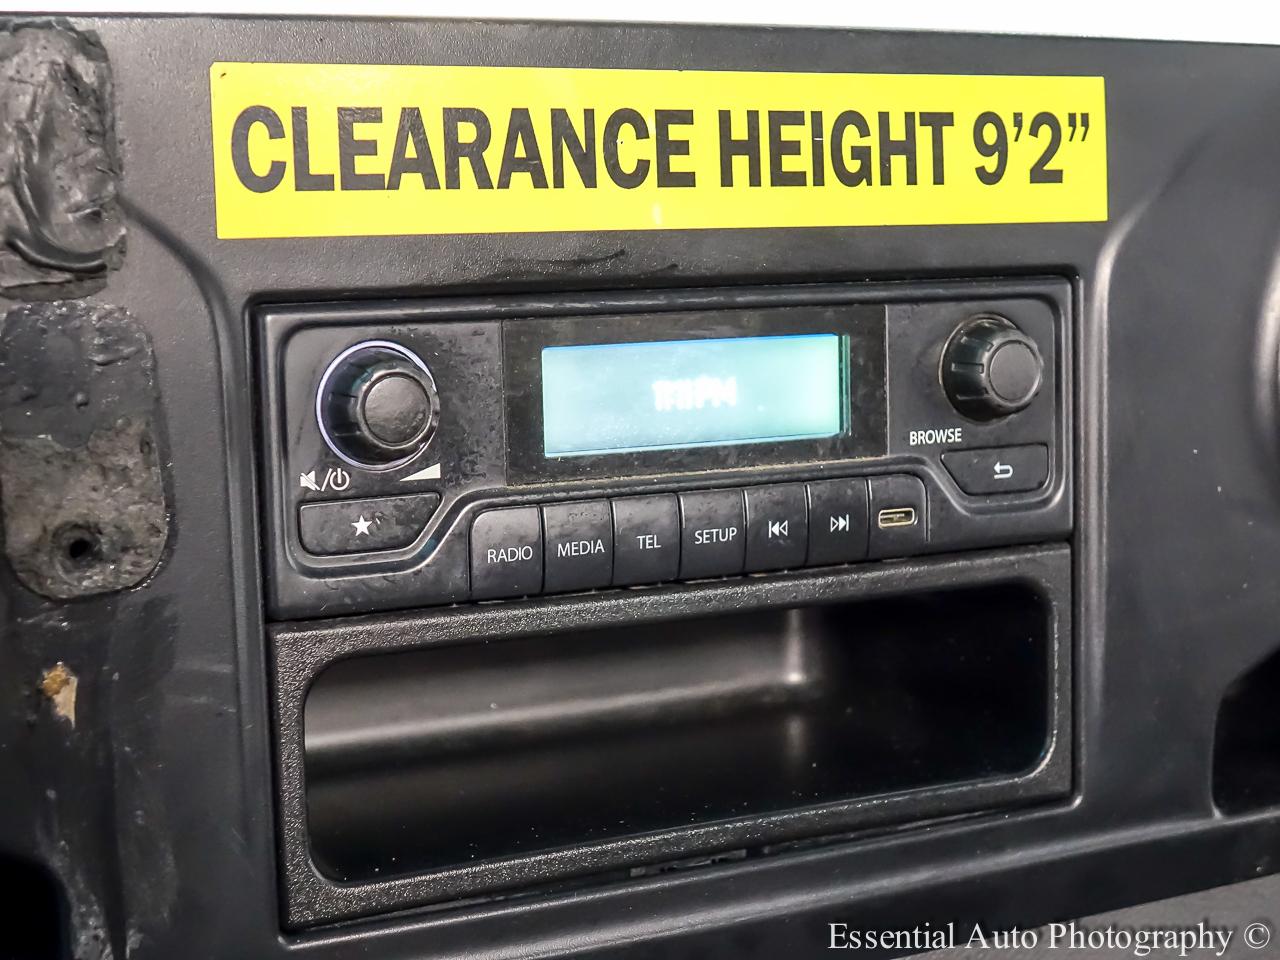 CLEARANCE HEIGHT 9'2"
BROWSE
RADIO MEDIA TEL SETUP
Essential Auto Photography ©